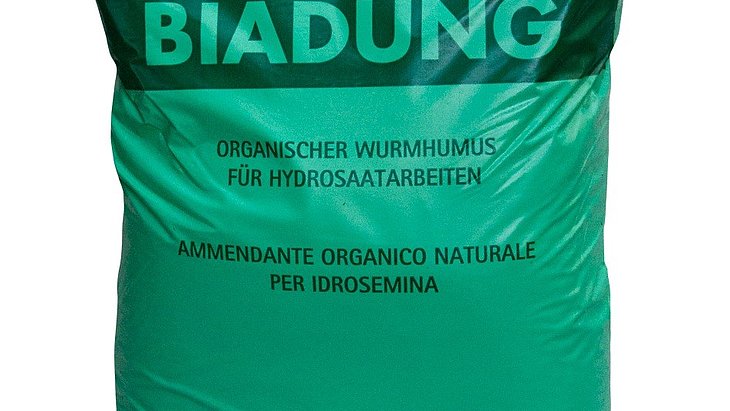 BIADUNG
ORGANISCHER WURMHUMUS
FÜR HYDROSAATARBEITEN
AMMENDANTE ORGANICO NATURALE
PER IDROSEMINA